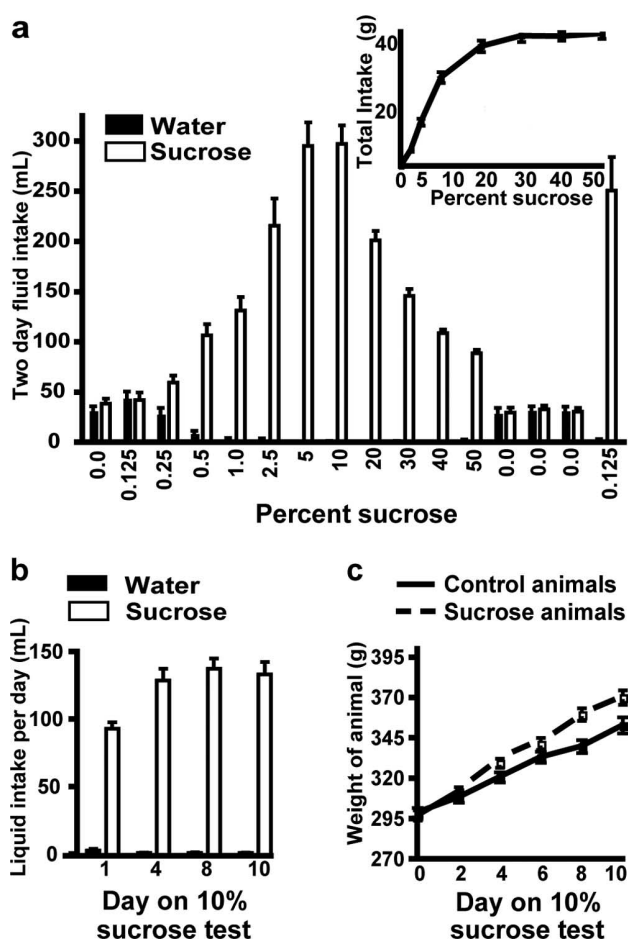 a
Water
Sucrose
Two day fluid intake (mL)
300
250
200
150
100
50
0
0.0
0.125
0.25
0.5
1.0
2.5
5
10
20
30
40
50
0.0
0.0
0.0
0.125
Percent sucrose
Total Intake (g)
40
20
0 5 10 20 30 40 50
Percent sucrose
b
Water
Sucrose
Liquid intake per day (mL)
150
100
50
0
1 4 8 10
Day on 10%
sucrose test
c
Control animals
Sucrose animals
Weight of animal (g)
395
370
345
320
295
270
0 2 4 6 8 10
Day on 10%
sucrose test